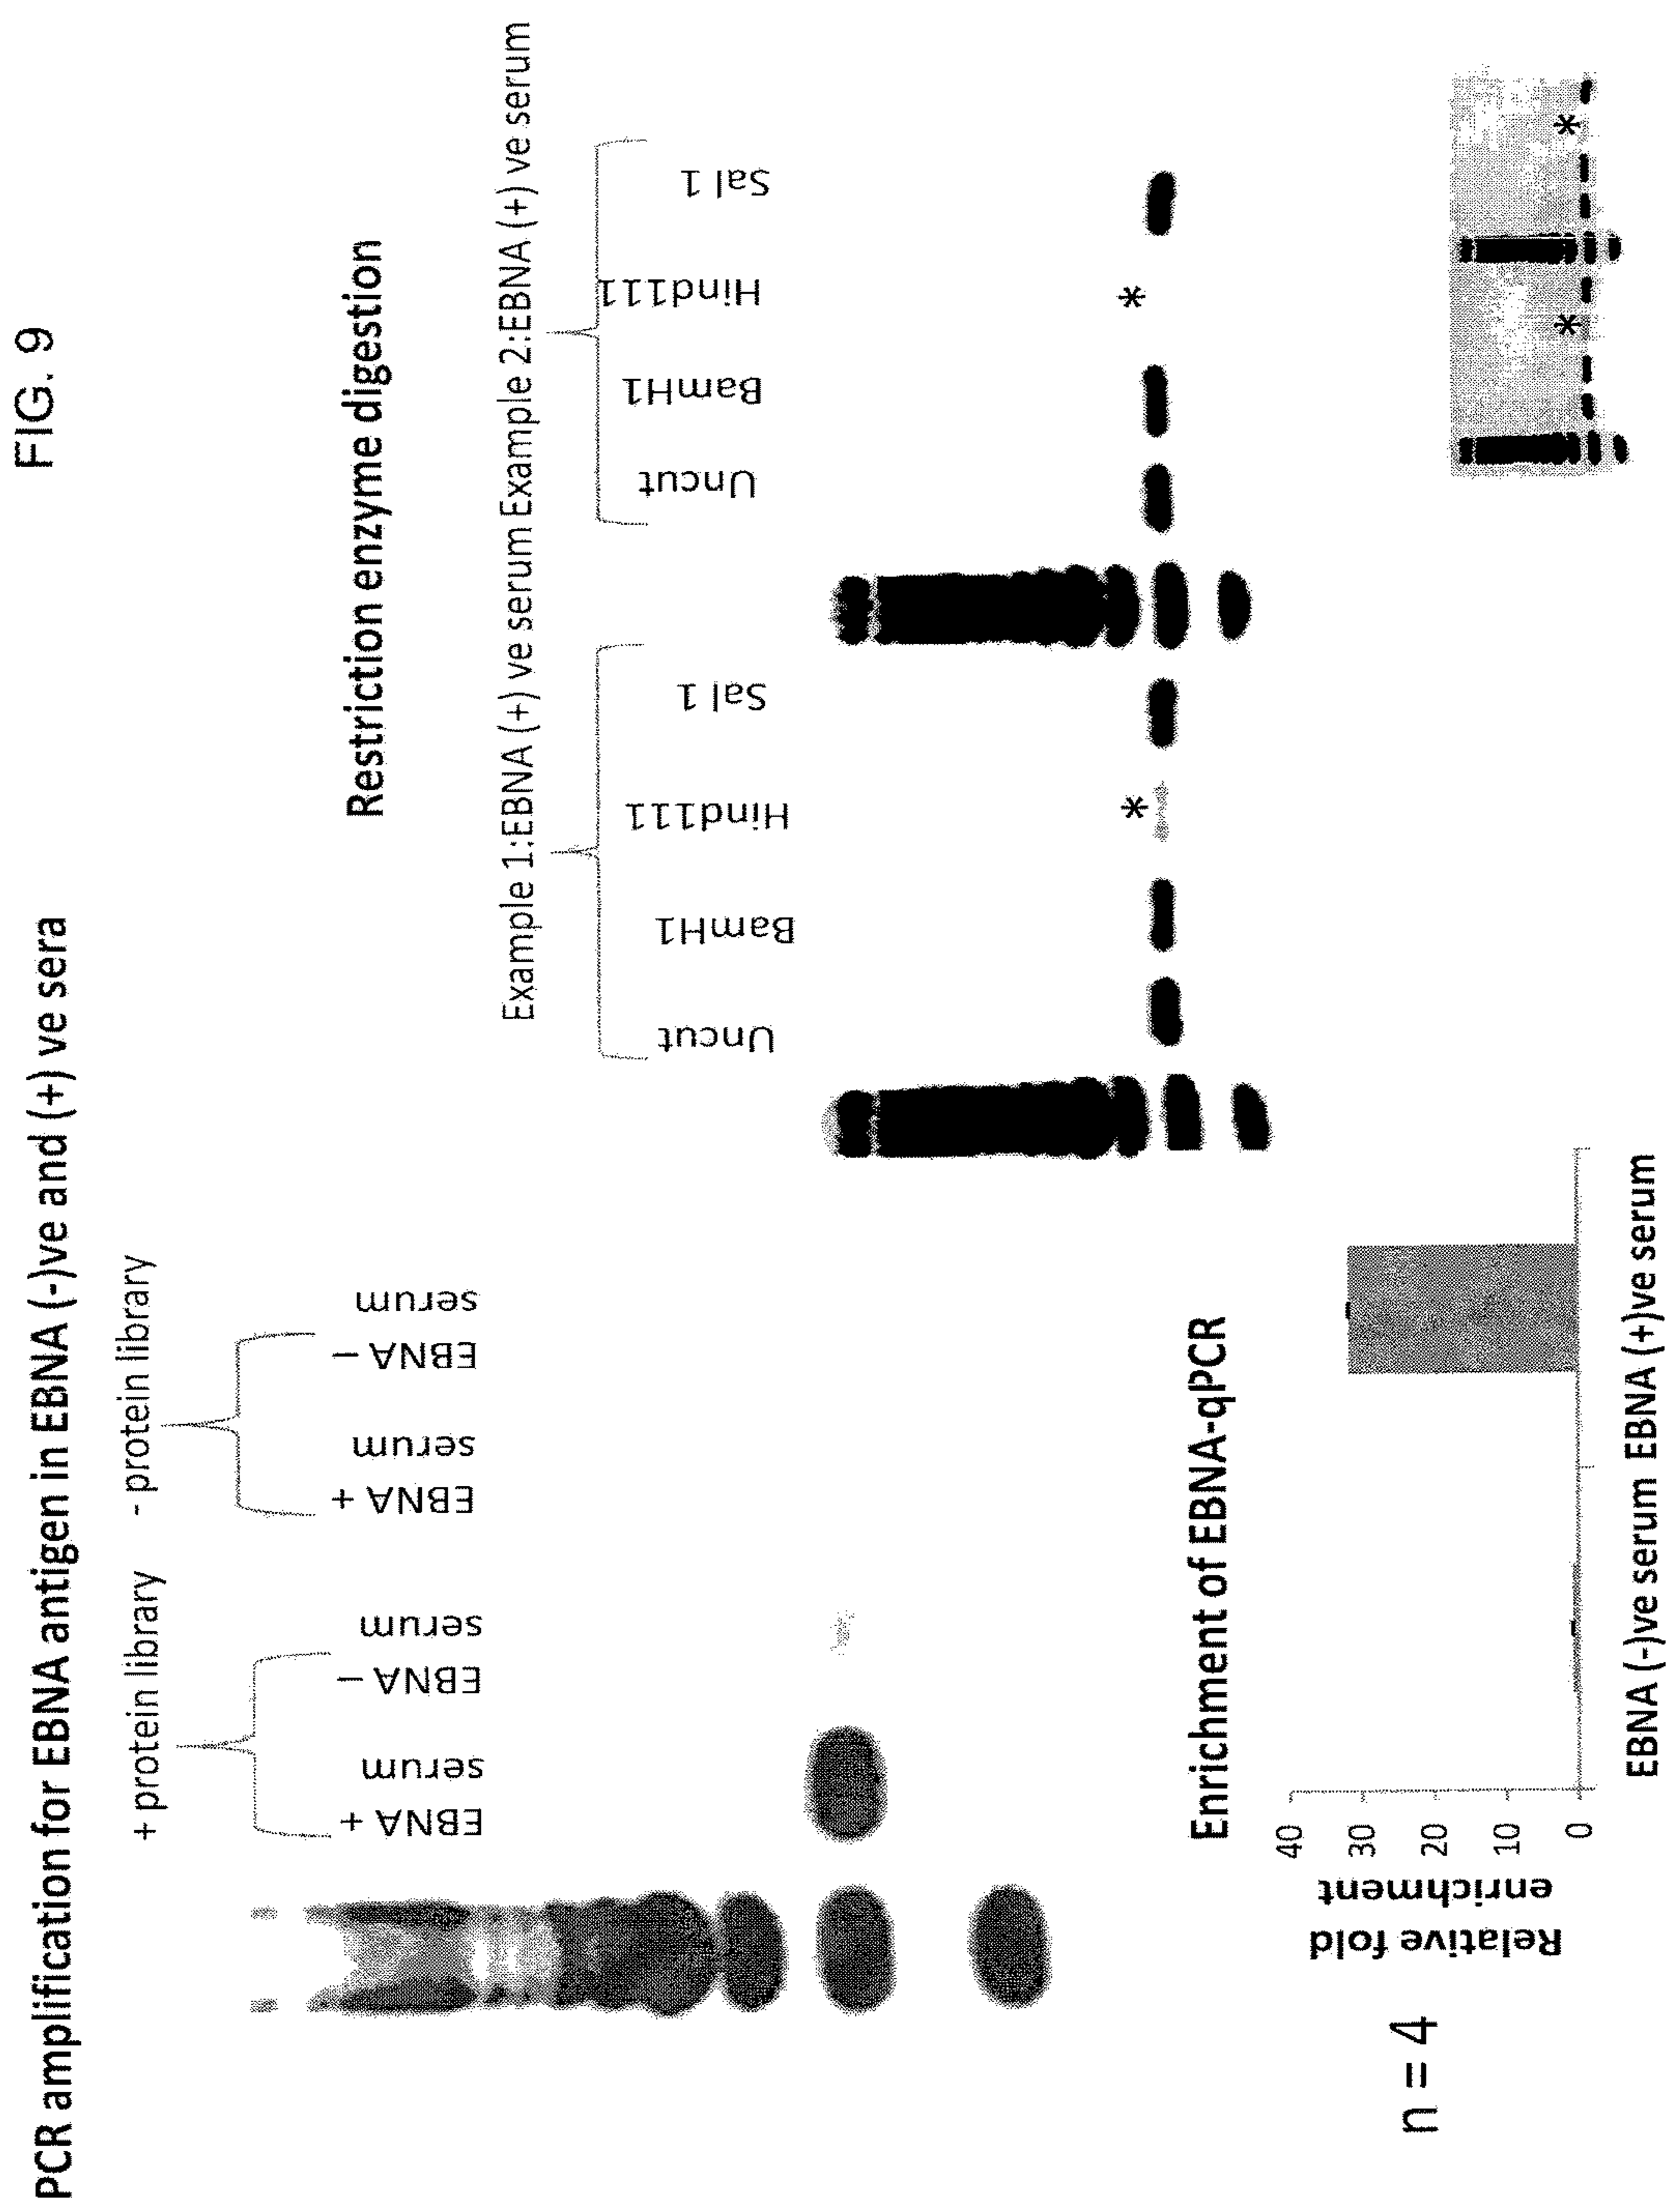 FIG. 9
PCR amplification for EBNA antigen in EBNA (-)ve and (+) ve sera
+ protein library - protein library
EBNA +
serum
EBNA –
serum
EBNA +
serum
EBNA –
serum
Restriction enzyme digestion
Example 1:EBNA (+) ve serum Example 2:EBNA (+) ve serum
Uncut
BamH1
Hind111
Sal 1
Uncut
BamH1
Hind111
Sal 1
*
*
Enrichment of EBNA-qPCR
n = 4
Relative fold
enrichment
40
30
20
10
0
EBNA (-)ve serum EBNA (+)ve serum
*
*